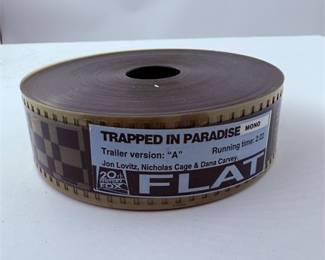 TRAPPED IN PARADISE MONO
Trailer version: "A" Running time: 2:22
Jon Lovitz, Nicholas Cage & Dana Carvey.
20th
CENTURY
FOX
FLAT